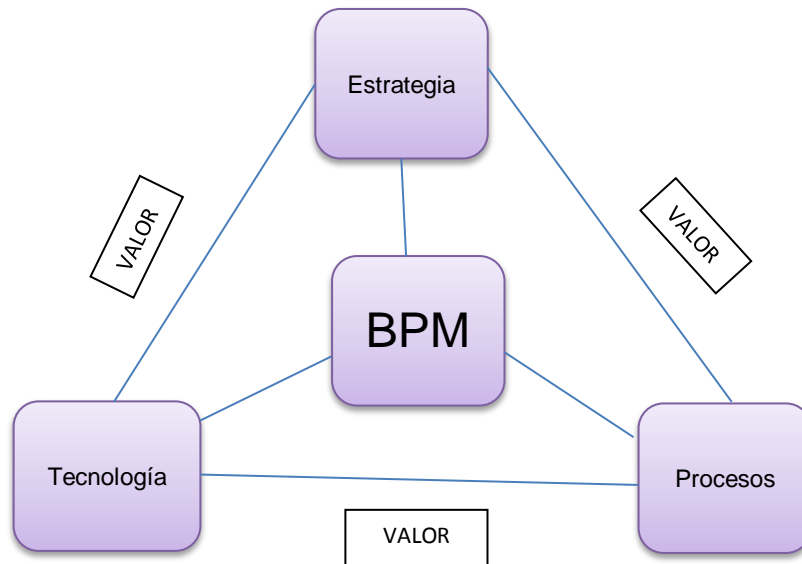 Estrategia
VALOR
VALOR
BPM
Tecnología
Procesos
VALOR